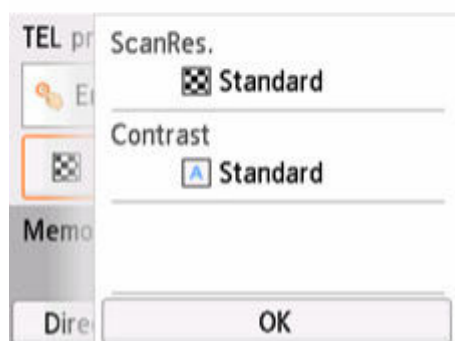 TEL pr
ScanRes.
Standard
Contrast
A Standard
Memo
Dire
OK